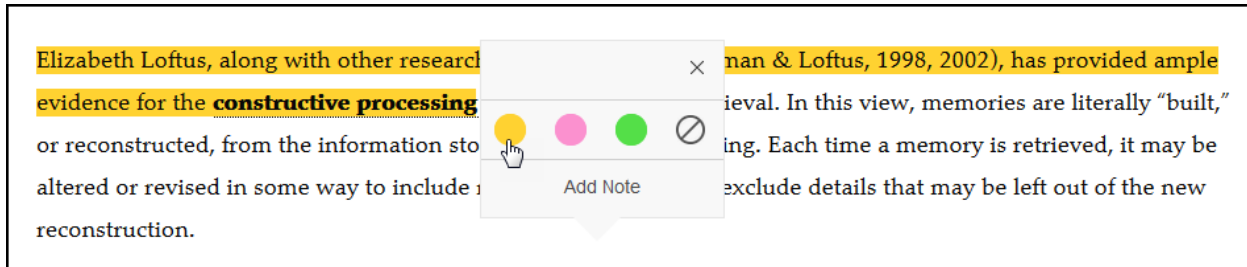 Elizabeth Loftus, along with other research man & Loftus, 1998, 2002), has provided ample
evidence for the constructive processing ieval. In this view, memories are literally “built,”
or reconstructed, from the information sto ing. Each time a memory is retrieved, it may be
altered or revised in some way to include exclude details that may be left out of the new
reconstruction.
Add Note